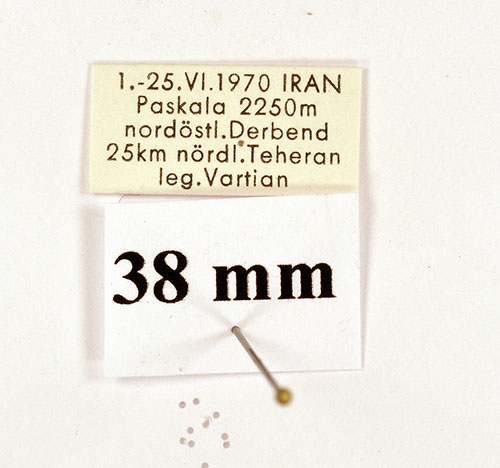 1.-25.VI.1970 IRAN
Paskala 2250m
nordöstl.Derbend
25km nördl.Teheran
leg.Vartian
38 mm